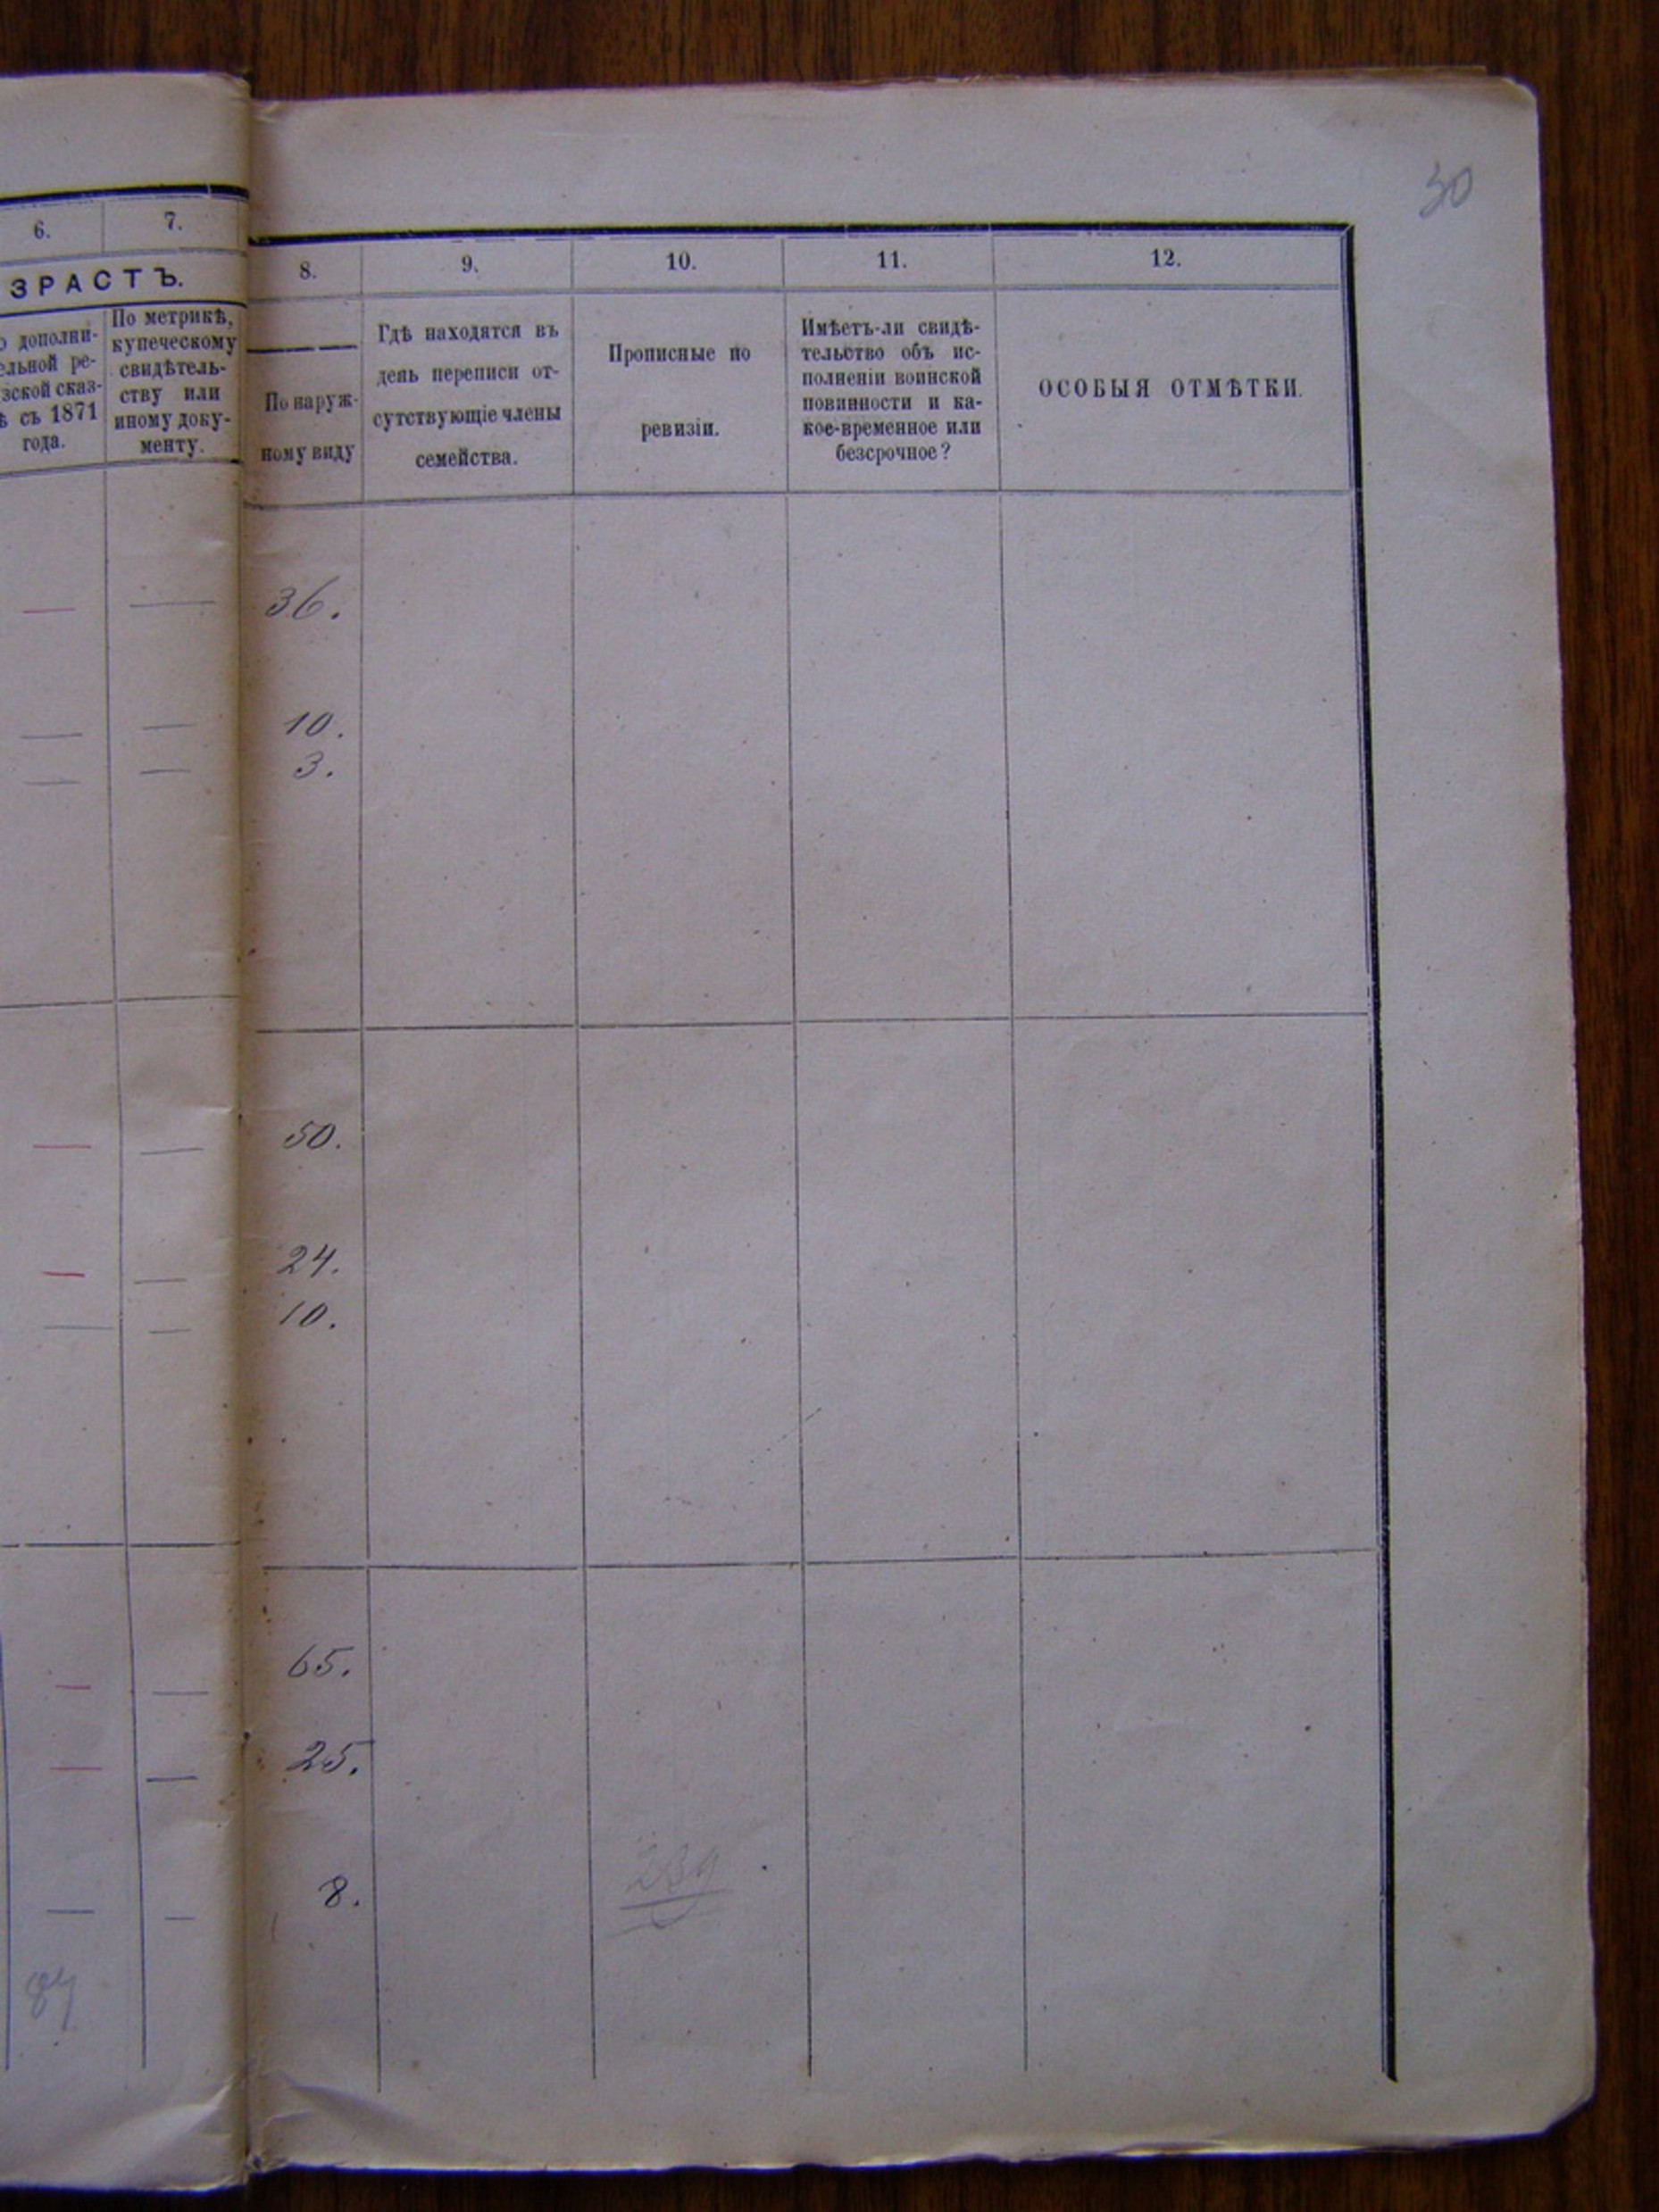 30
6. 7.
ЗРАСТЪ.
дополни-
ельной ре-
зской сказ-
ѣ съ 1871
года.
По метрикѣ,
купеческому
свидѣтель-
ству или
иному доку-
менту.
8. 9. 10. 11. 12.
По наруж-
ному виду
Гдѣ находятся въ
день переписи от-
сутствующіе члены
семейства.
Прописные по
ревизіи.
Имѣетъ-ли свидѣ-
тельство объ ис-
полненіи воинской
повинности и ка-
кое-временное или
безсрочное?
ОСОБЫЯ ОТМѢТКИ.
— — 36.
— — 10.
— — 3.
— — 50.
— — 24.
— — 10.
— — 65.
— — 25.
— — 8.
239
84